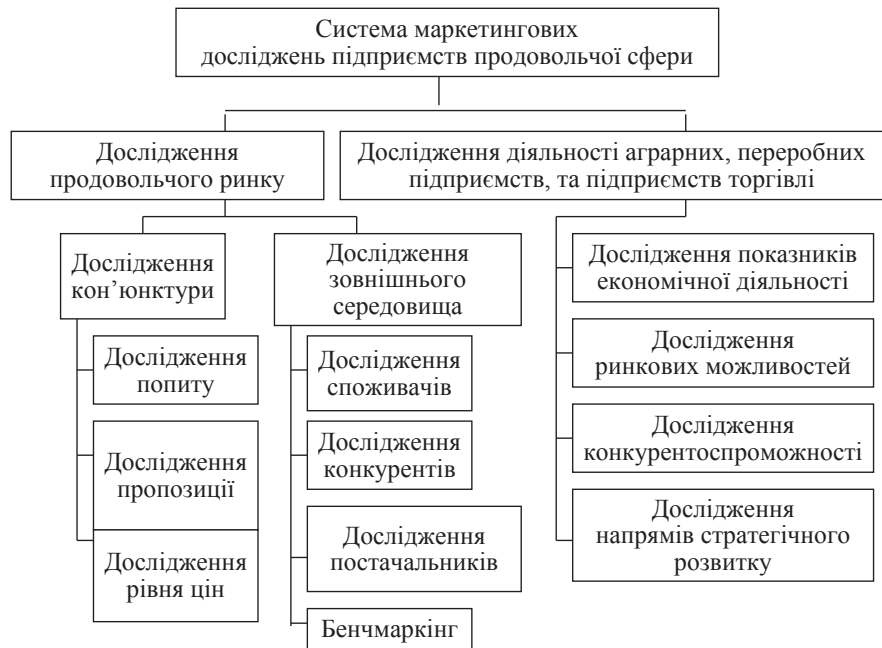 Система маркетингових
досліджень підприємств продовольчої сфери
Дослідження
продовольчого ринку
Дослідження діяльності аграрних, переробних
підприємств, та підприємств торгівлі
Дослідження
кон’юнктури
Дослідження
попиту
Дослідження
пропозиції
Дослідження
рівня цін
Дослідження
зовнішнього
середовища
Дослідження
споживачів
Дослідження
конкурентів
Дослідження
постачальників
Бенчмаркінг
Дослідження показників
економічної діяльності
Дослідження
ринкових можливостей
Дослідження
конкурентоспроможності
Дослідження
напрямів стратегічного
розвитку